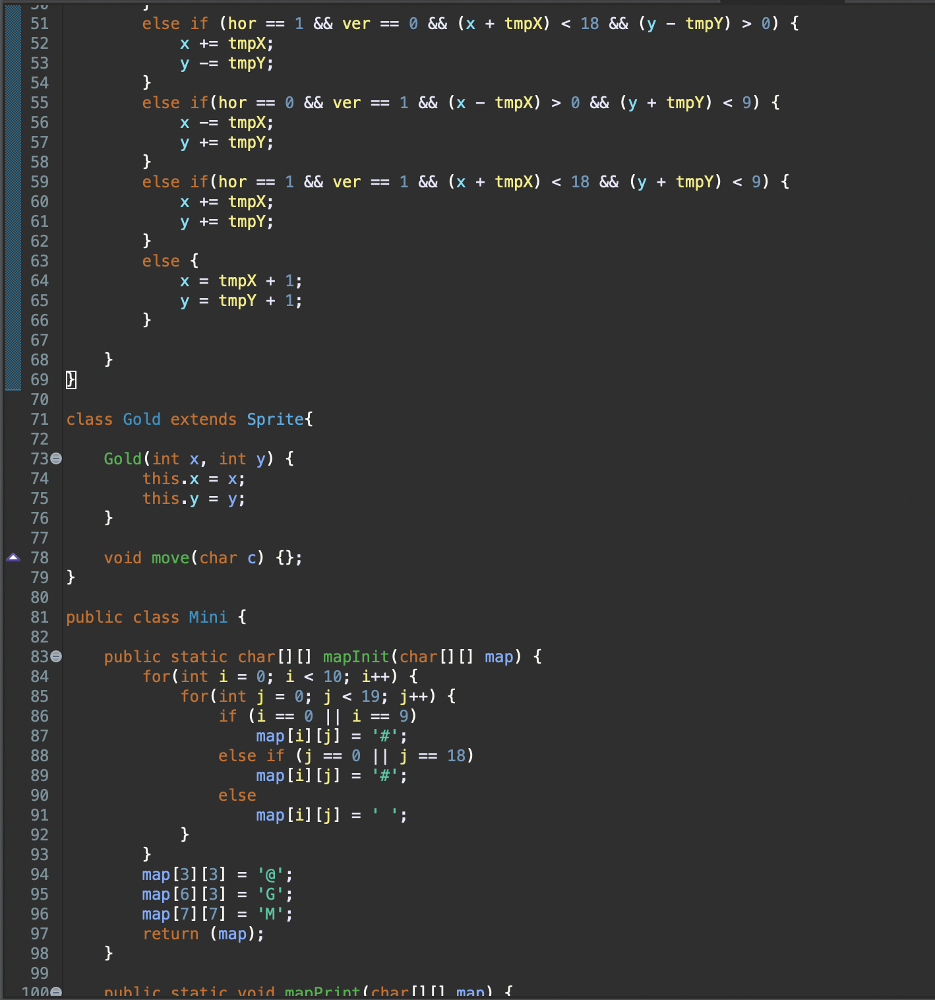 50        }
51        else if (hor == 1 && ver == 0 && (x + tmpX) < 18 && (y - tmpY) > 0) {
52            x += tmpX;
53            y -= tmpY;
54        }
55        else if(hor == 0 && ver == 1 && (x - tmpX) > 0 && (y + tmpY) < 9) {
56            x -= tmpX;
57            y += tmpY;
58        }
59        else if(hor == 1 && ver == 1 && (x + tmpX) < 18 && (y + tmpY) < 9) {
60            x += tmpX;
61            y += tmpY;
62        }
63        else {
64            x = tmpX + 1;
65            y = tmpY + 1;
66        }
67
68    }
69 }
70
71 class Gold extends Sprite{
72
73    Gold(int x, int y) {
74        this.x = x;
75        this.y = y;
76    }
77
78    void move(char c) {};
79 }
80
81 public class Mini {
82
83    public static char[][] mapInit(char[][] map) {
84        for(int i = 0; i < 10; i++) {
85            for(int j = 0; j < 19; j++) {
86                if (i == 0 || i == 9)
87                    map[i][j] = '#';
88                else if (j == 0 || j == 18)
89                    map[i][j] = '#';
90                else
91                    map[i][j] = ' ';
92            }
93        }
94        map[3][3] = '@';
95        map[6][3] = 'G';
96        map[7][7] = 'M';
97        return (map);
98    }
99
100    public static void mapPrint(char[][] map) {